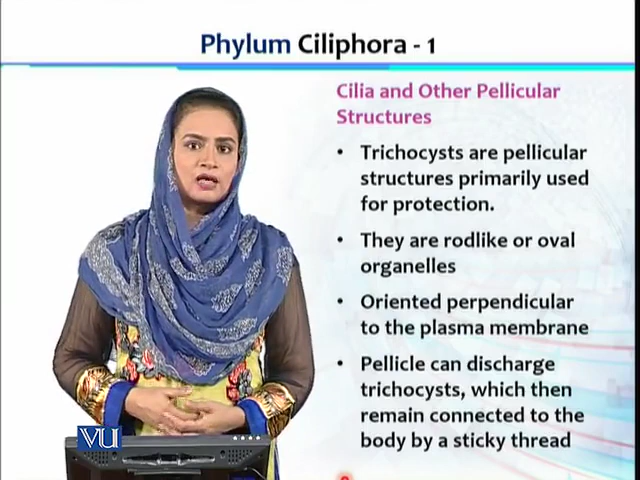 Phylum Ciliphora - 1
Cilia and Other Pellicular
Structures
• Trichocysts are pellicular
structures primarily used
for protection.
• They are rodlike or oval
organelles
• Oriented perpendicular
to the plasma membrane
• Pellicle can discharge
trichocysts, which then
remain connected to the
body by a sticky thread
VU